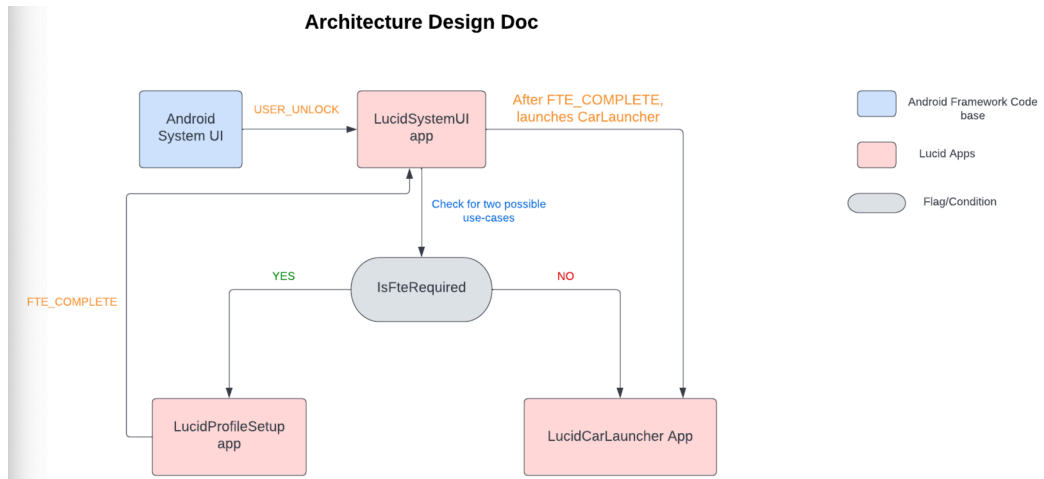 Architecture Design Doc
Android
System UI
USER_UNLOCK
LucidSystemUI
app
After FTE_COMPLETE,
launches CarLauncher
Android Framework Code
base
Lucid Apps
Flag/Condition
Check for two possible
use-cases
YES
IsFteRequired
NO
FTE_COMPLETE
LucidProfileSetup
app
LucidCarLauncher App